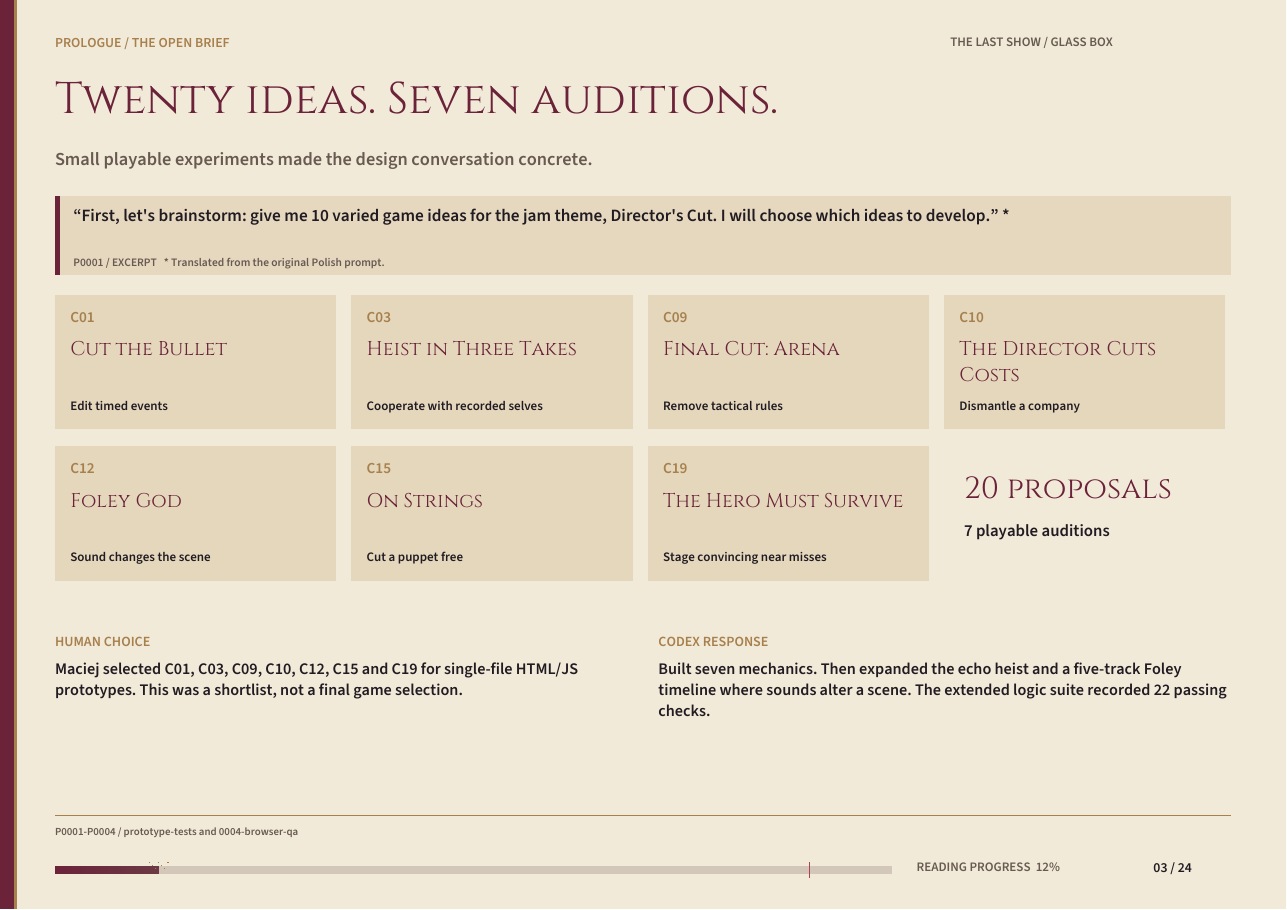 PROLOGUE / THE OPEN BRIEF
THE LAST SHOW / GLASS BOX
Twenty ideas. Seven auditions.
Small playable experiments made the design conversation concrete.
“First, let's brainstorm: give me 10 varied game ideas for the jam theme, Director's Cut. I will choose which ideas to develop.” *
P0001 / EXCERPT * Translated from the original Polish prompt.
C01
Cut the Bullet
Edit timed events
C03
Heist in Three Takes
Cooperate with recorded selves
C09
Final Cut: Arena
Remove tactical rules
C10
The Director Cuts
Costs
Dismantle a company
C12
Foley God
Sound changes the scene
C15
On Strings
Cut a puppet free
C19
The Hero Must Survive
Stage convincing near misses
20 proposals
7 playable auditions
HUMAN CHOICE
Maciej selected C01, C03, C09, C10, C12, C15 and C19 for single-file HTML/JS
prototypes. This was a shortlist, not a final game selection.
CODEX RESPONSE
Built seven mechanics. Then expanded the echo heist and a five-track Foley
timeline where sounds alter a scene. The extended logic suite recorded 22 passing
checks.
P0001-P0004 / prototype-tests and 0004-browser-qa
READING PROGRESS 12%
03 / 24